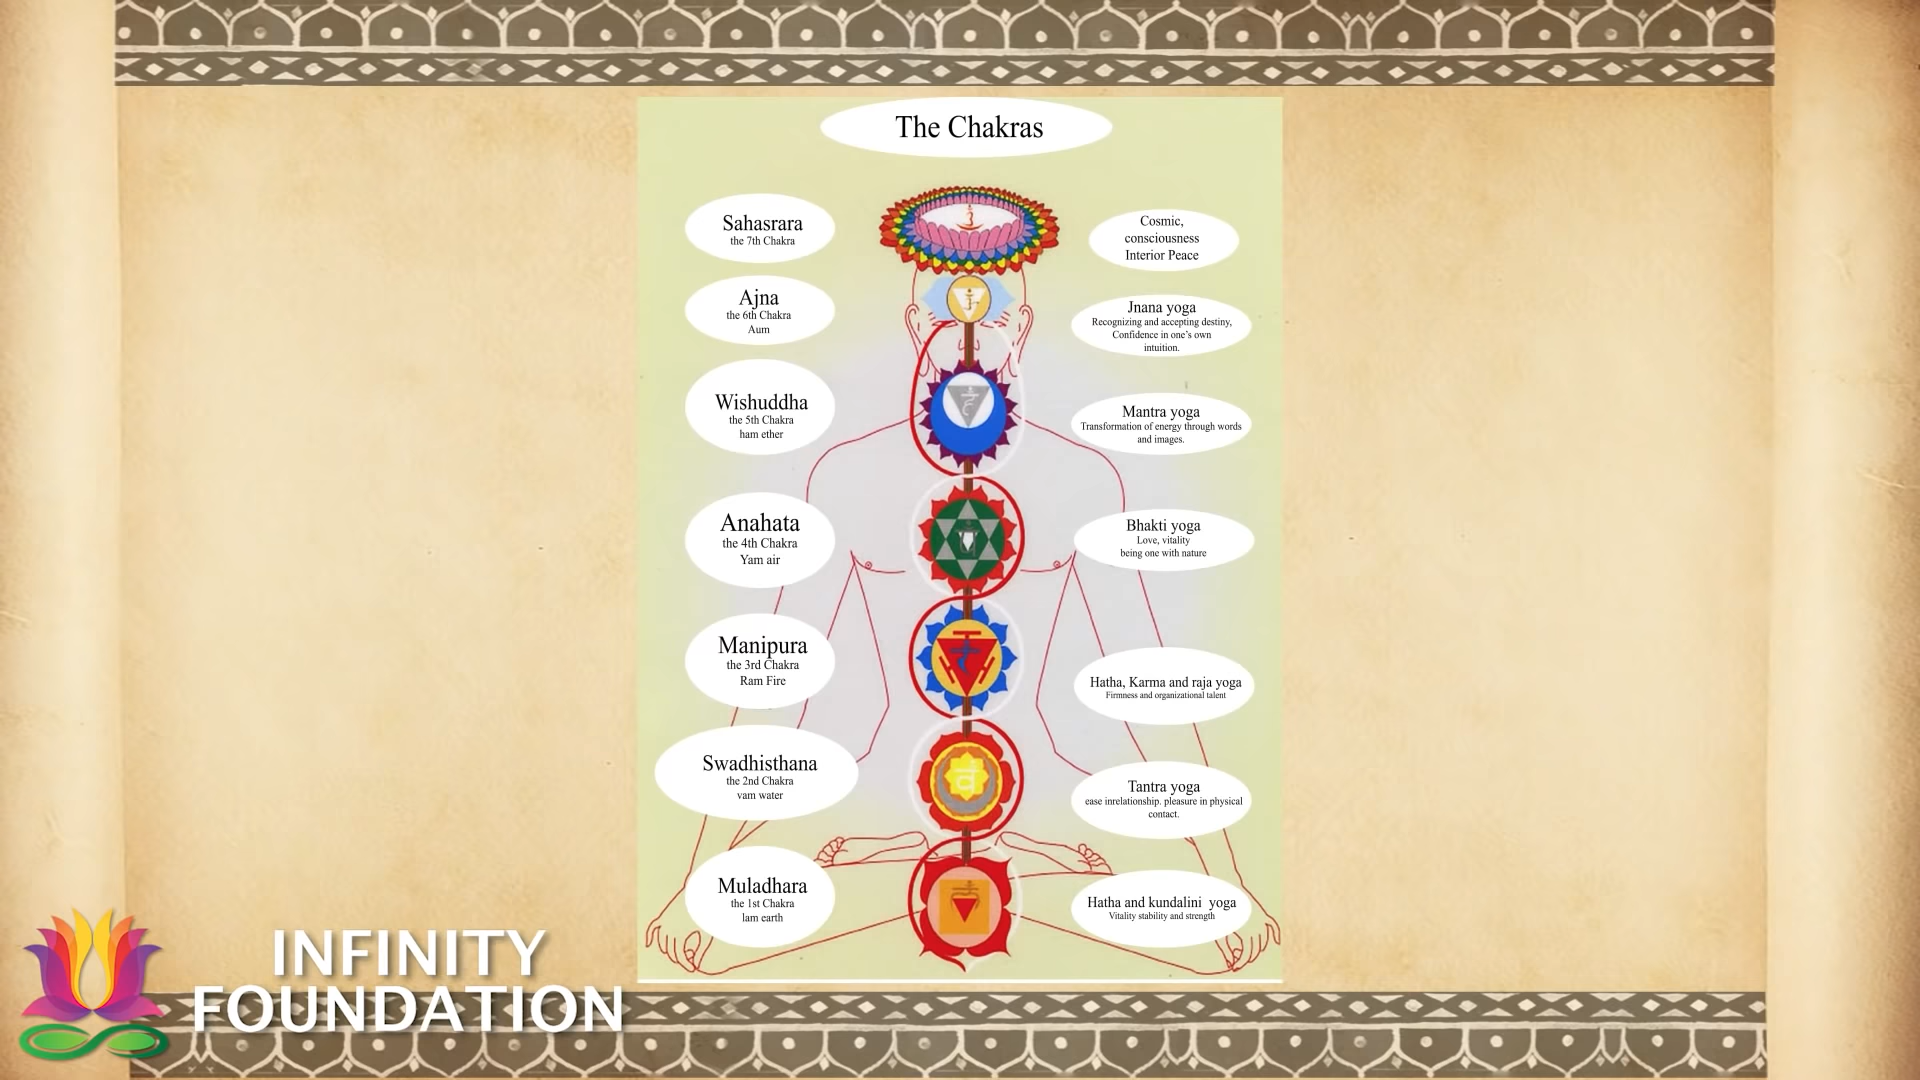 The Chakras
Sahasrara
the 7th Chakra
Cosmic,
consciousness
Interior Peace
Ajna
the 6th Chakra
Aum
Jnana yoga
Recognizing and accepting destiny,
Confidence in one's own
intuition.
Wishuddha
the 5th Chakra
ham ether
Mantra yoga
Transformation of energy through words
and images.
Anahata
the 4th Chakra
Yam air
Bhakti yoga
Love, vitality
being one with nature
Manipura
the 3rd Chakra
Ram Fire
Hatha, Karma and raja yoga
Firmness and organizational talent
Swadhisthana
the 2nd Chakra
vam water
Tantra yoga
ease inrelationship. pleasure in physical
contact.
वं
Muladhara
the 1st Chakra
lam earth
Hatha and kundalini yoga
Vitality stability and strength
INFINITY
FOUNDATION